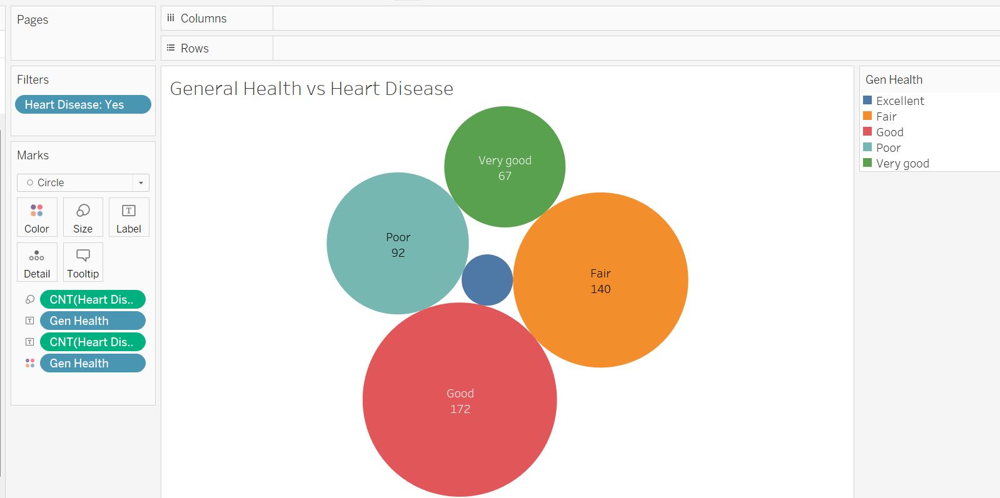 Pages
Columns
Rows
Filters
Heart Disease: Yes
Marks
Circle
Color
Size
Label
Detail
Tooltip
CNT(Heart Dis..
Gen Health
CNT(Heart Dis..
Gen Health
General Health vs Heart Disease
Very good
67
Poor
92
Fair
140
Good
172
Gen Health
Excellent
Fair
Good
Poor
Very good